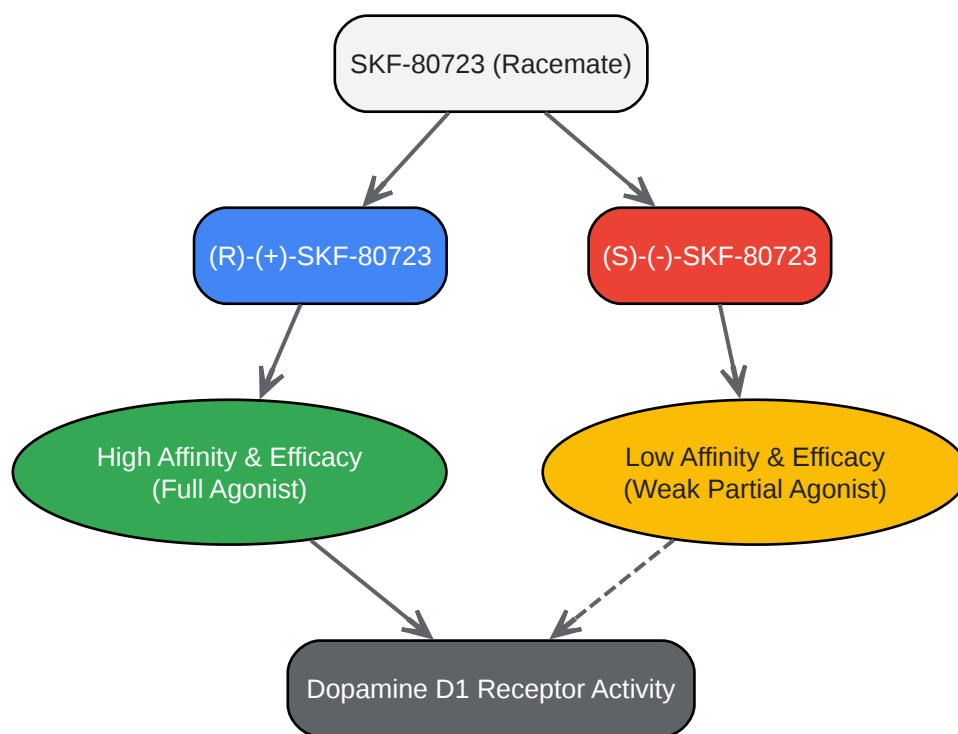 SKF-80723 (Racemate)
(R)-(+)-SKF-80723
(S)-(-)-SKF-80723
High Affinity & Efficacy
(Full Agonist)
Low Affinity & Efficacy
(Weak Partial Agonist)
Dopamine D1 Receptor Activity